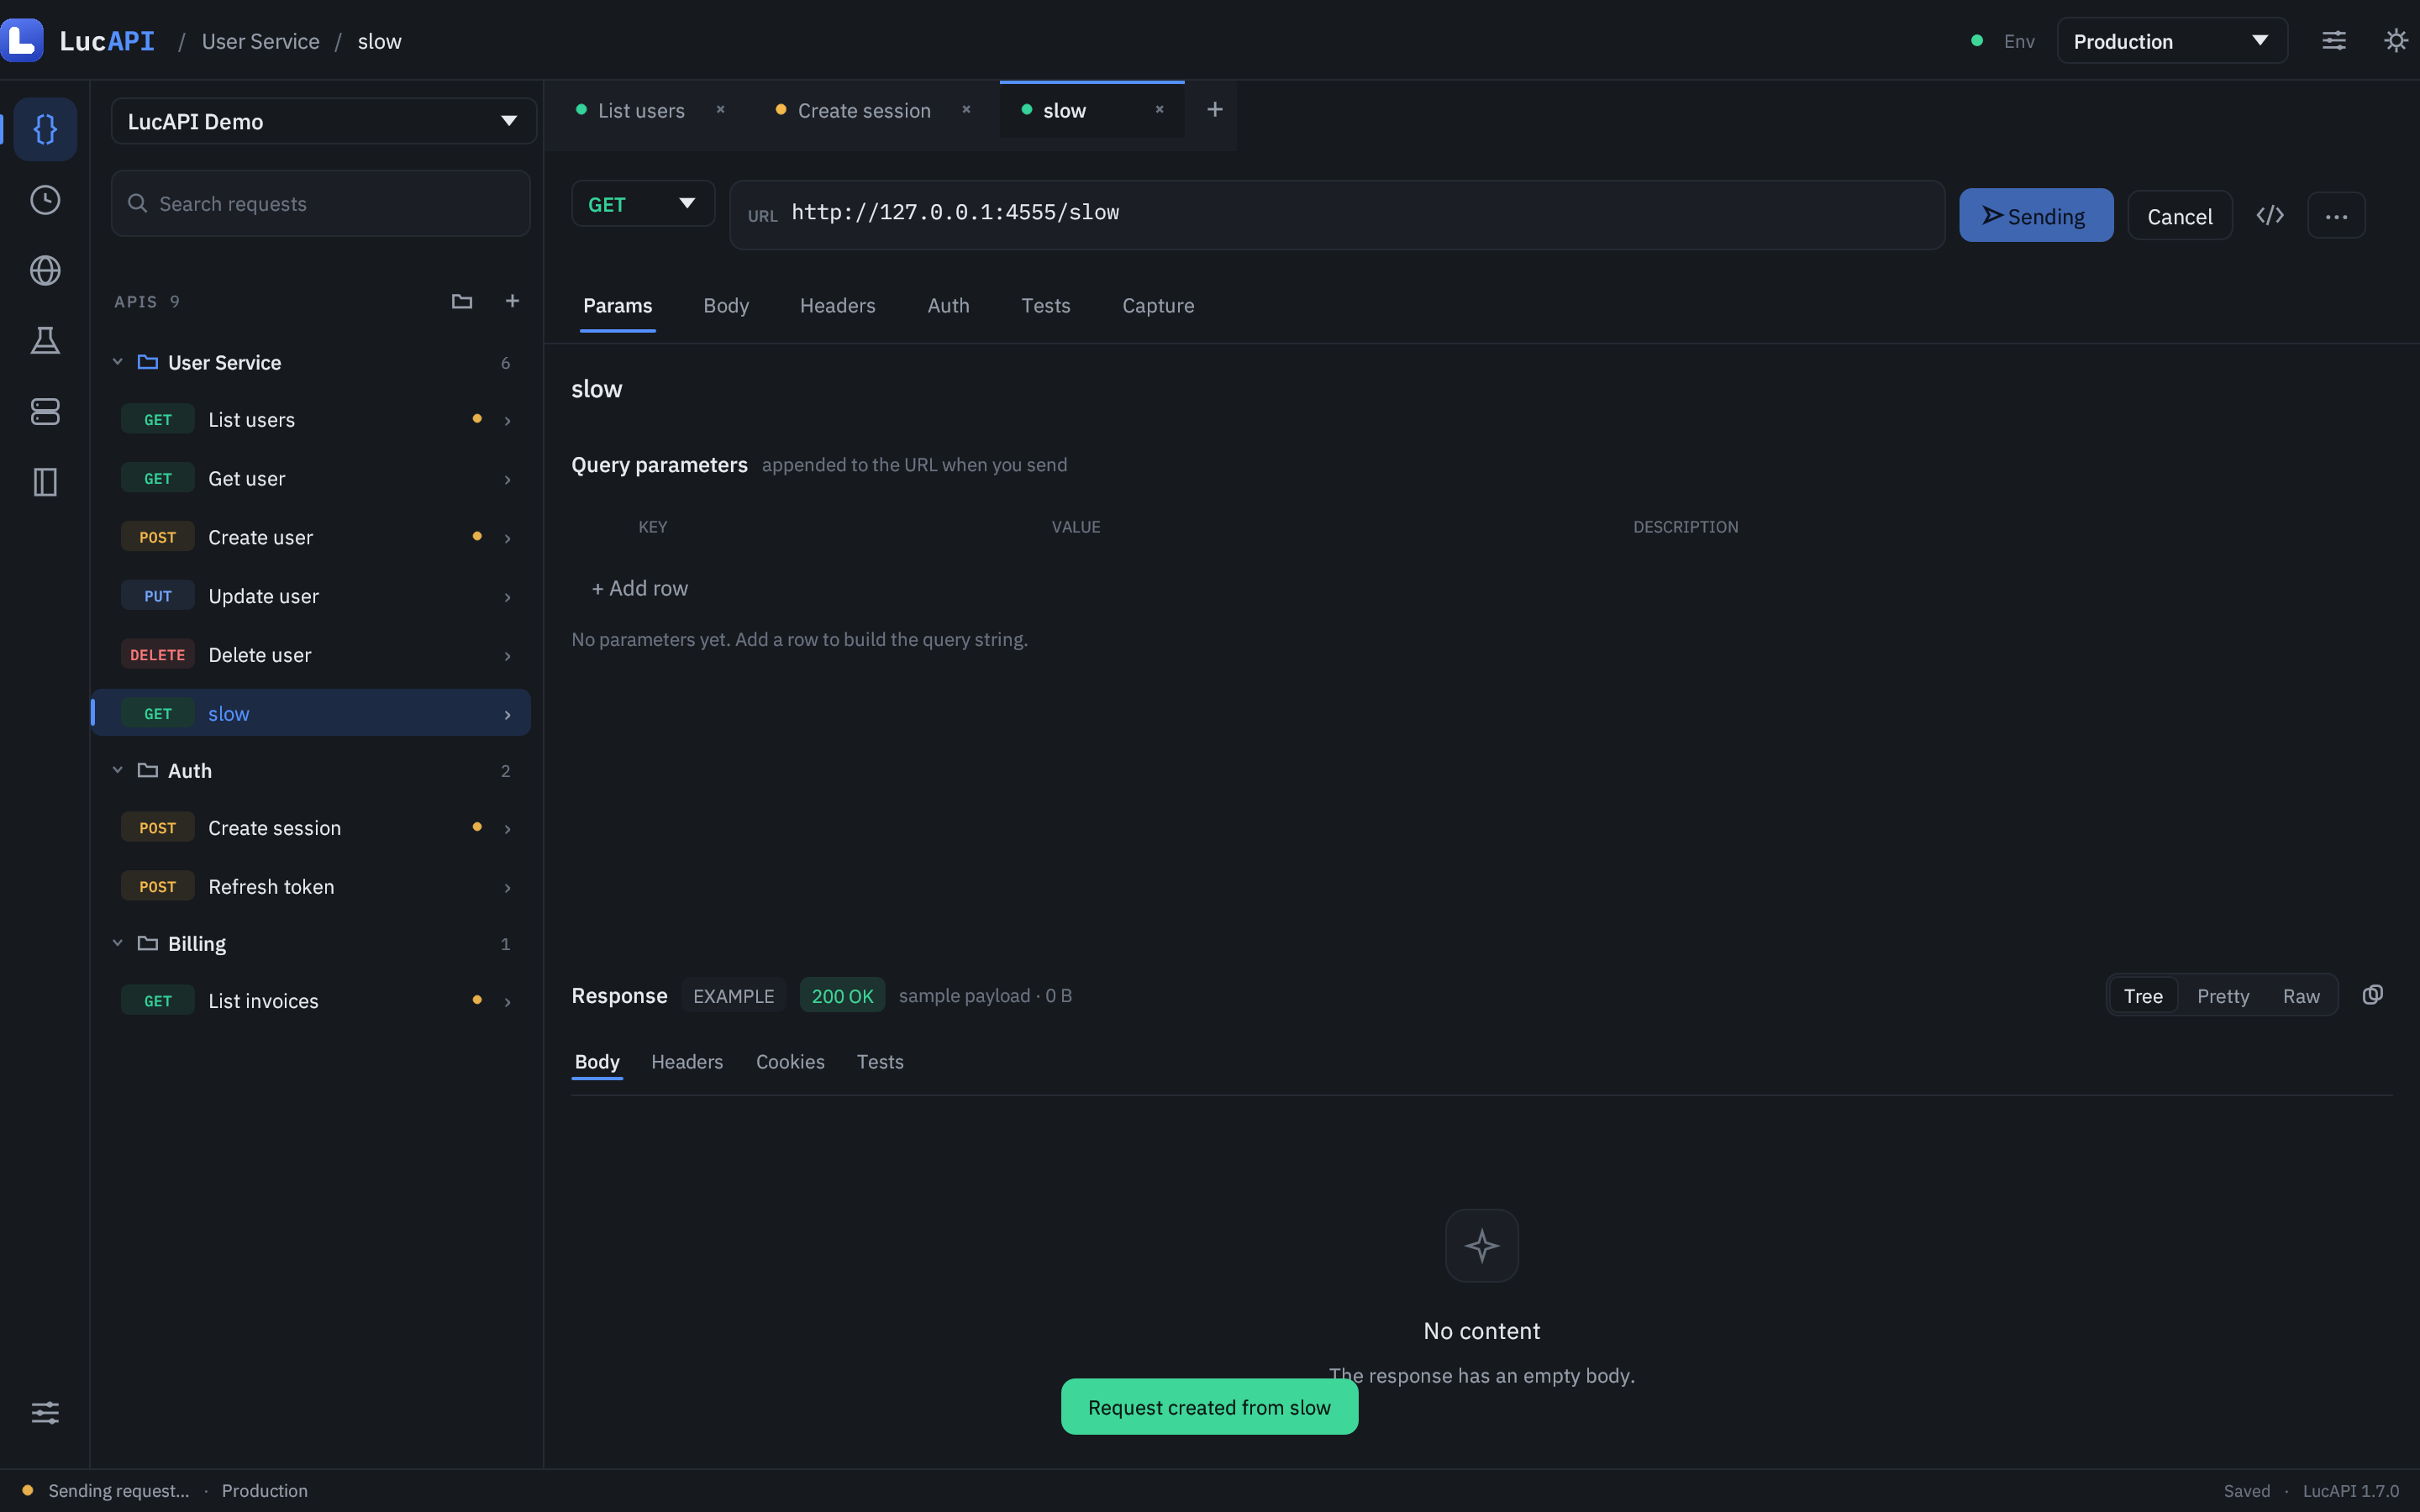 LucAPI / User Service / slow
Env Production
LucAPI Demo
Search requests
APIS 9
User Service 6
GET List users
GET Get user
POST Create user
PUT Update user
DELETE Delete user
GET slow
Auth 2
POST Create session
POST Refresh token
Billing 1
GET List invoices
List users × Create session × slow × +
GET URL http://127.0.0.1:4555/slow Sending Cancel </> ...
Params Body Headers Auth Tests Capture
slow
Query parameters appended to the URL when you send
KEY VALUE DESCRIPTION
+ Add row
No parameters yet. Add a row to build the query string.
Response EXAMPLE 200 OK sample payload · 0 B Tree Pretty Raw
Body Headers Cookies Tests
No content
The response has an empty body.
Request created from slow
Sending request... · Production
Saved · LucAPI 1.7.0